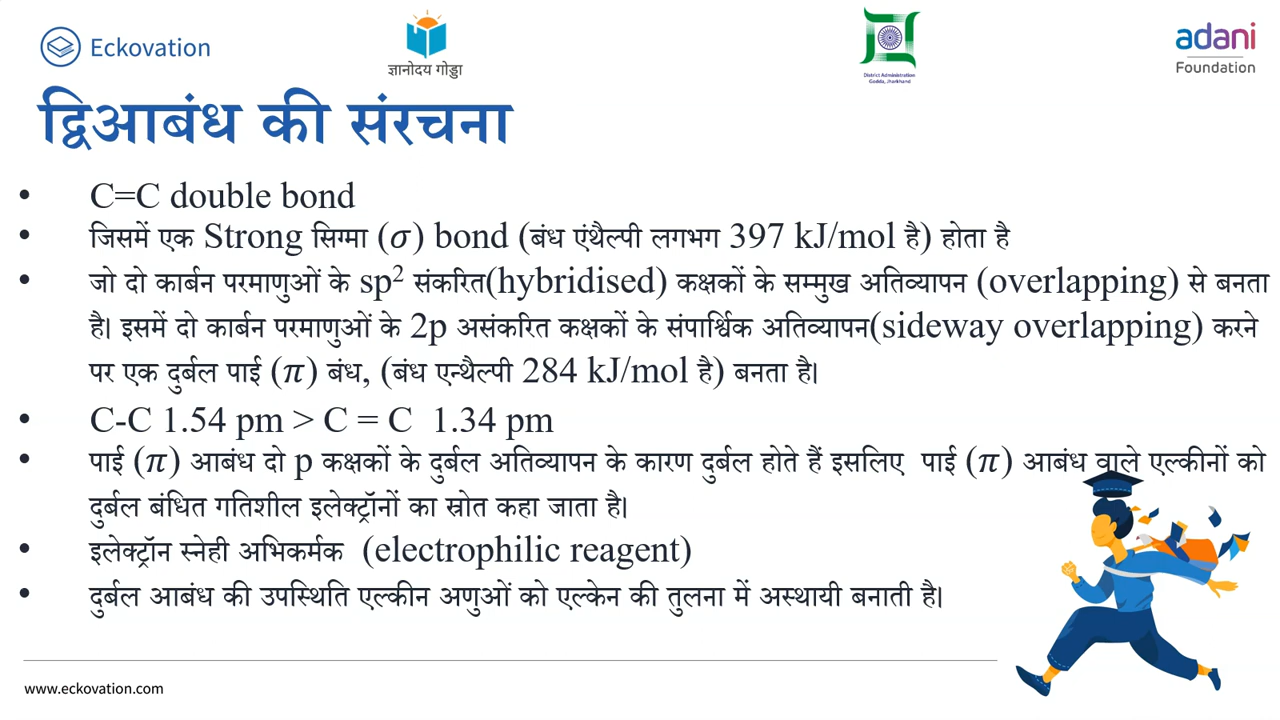 Eckovation
ज्ञानोदय गोड्डा
District Administration
Godda, Jharkhand
adani
Foundation
द्विआबंध की संरचना
• C=C double bond
• जिसमें एक Strong सिग्मा (σ) bond (बंध एंथैल्पी लगभग 397 kJ/mol है) होता है
• जो दो कार्बन परमाणुओं के sp² संकरित(hybridised) कक्षकों के सम्मुख अतिव्यापन (overlapping) से बनता
है। इसमें दो कार्बन परमाणुओं के 2p असंकरित कक्षकों के संपार्श्विक अतिव्यापन(sideway overlapping) करने
पर एक दुर्बल पाई (π) बंध, (बंध एन्थैल्पी 284 kJ/mol है) बनता है।
• C-C 1.54 pm > C = C 1.34 pm
• पाई (π) आबंध दो p कक्षकों के दुर्बल अतिव्यापन के कारण दुर्बल होते हैं इसलिए पाई (π) आबंध वाले एल्कीनों को
दुर्बल बंधित गतिशील इलेक्ट्रॉनों का स्रोत कहा जाता है।
• इलेक्ट्रॉन स्नेही अभिकर्मक (electrophilic reagent)
• दुर्बल आबंध की उपस्थिति एल्कीन अणुओं को एल्केन की तुलना में अस्थायी बनाती है।
www.eckovation.com